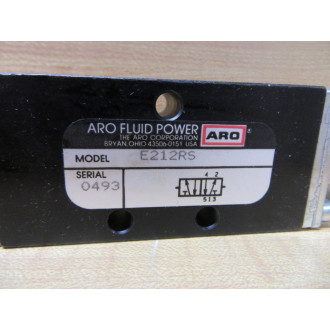 ARO FLUID POWER
THE ARO CORPORATION
BRYAN, OHIO 43506-0151 USA
ARO
MODEL E212RS
SERIAL
0493
4 2
5 1 3